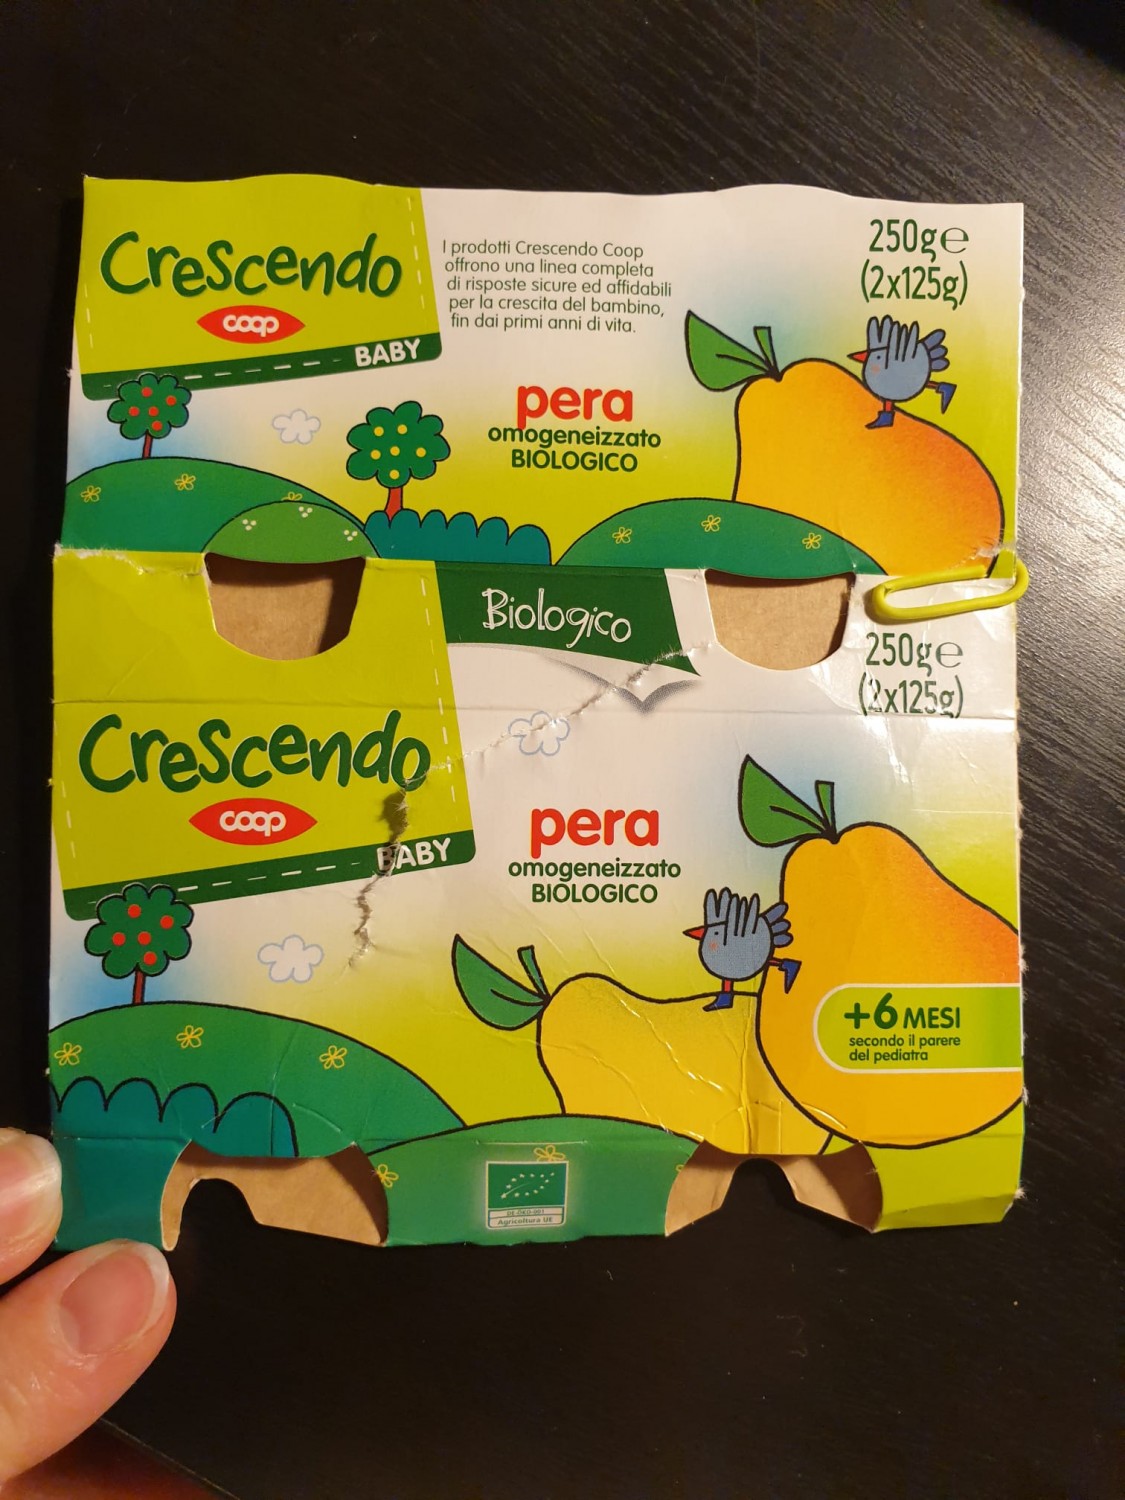 Crescendo
coop
BABY
I prodotti Crescendo Coop
offrono una linea completa
di risposte sicure ed affidabili
per la crescita del bambino,
fin dai primi anni di vita.
250g℮
(2x125g)
pera
omogeneizzato
BIOLOGICO
Biologico
250g℮
(2x125g)
Crescendo
coop
BABY
pera
omogeneizzato
BIOLOGICO
+6 MESI
secondo il parere
del pediatra
Agricoltura UE